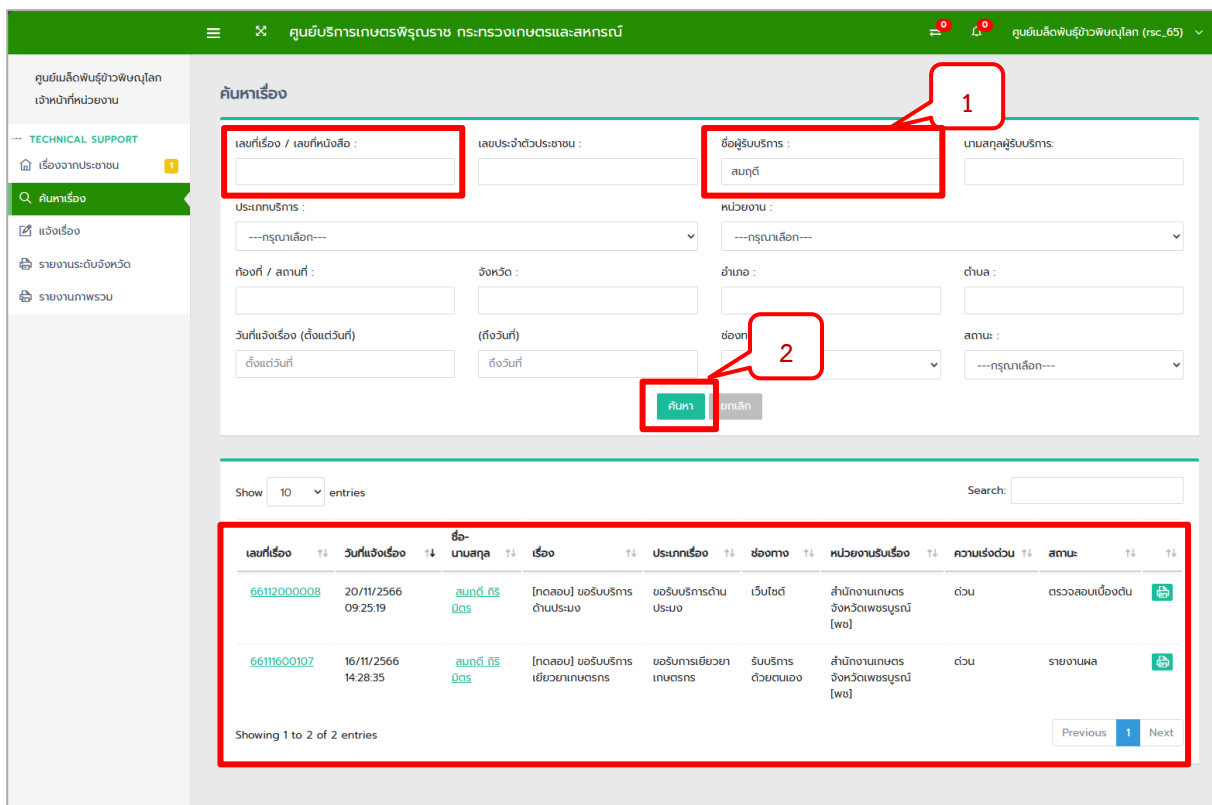 ศูนย์บริการเกษตรพิรุณราช กระทรวงเกษตรและสหกรณ์
0
0
ศูนย์เมล็ดพันธุ์ข้าวพิษณุโลก (rsc_65)
ศูนย์เมล็ดพันธุ์ข้าวพิษณุโลก
เจ้าหน้าที่หน่วยงาน
TECHNICAL SUPPORT
เรื่องจากประชาชน 1
ค้นหาเรื่อง
แจ้งเรื่อง
รายงานระดับจังหวัด
รายงานภาพรวม
ค้นหาเรื่อง
1
เลขที่เรื่อง / เลขที่หนังสือ : เลขประจำตัวประชาชน : ชื่อผู้รับบริการ : นามสกุลผู้รับบริการ:
สมฤดี
ประเภทบริการ : หน่วยงาน :
---กรุณาเลือก--- ---กรุณาเลือก---
ท้องที่ / สถานที่ : จังหวัด : อำเภอ : ตำบล :
วันที่แจ้งเรื่อง (ตั้งแต่วันที่) (ถึงวันที่) สถานะ :
ตั้งแต่วันที่ ถึงวันที่ ---กรุณาเลือก---
2
ค้นหา
Show 10 entries Search:
เลขที่เรื่อง วันที่แจ้งเรื่อง ชื่อ-นามสกุล เรื่อง ประเภทเรื่อง ช่องทาง หน่วยงานรับเรื่อง ความเร่งด่วน สถานะ
66112000008 20/11/2566 สมฤดี ภิริ [ทดสอบ] ขอรับบริการ ขอรับบริการด้าน เว็บไซต์ สำนักงานเกษตร ด่วน ตรวจสอบเบื้องต้น
09:25:19 มิตร ด้านประมง ประมง จังหวัดเพชรบูรณ์
[พช]
66111600107 16/11/2566 สมฤดี ภิริ [ทดสอบ] ขอรับบริการ ขอรับการเยียวยา รับบริการ สำนักงานเกษตร ด่วน รายงานผล
14:28:35 มิตร เยียวยาเกษตรกร เกษตรกร ด้วยตนเอง จังหวัดเพชรบูรณ์
[พช]
Showing 1 to 2 of 2 entries Previous 1 Next